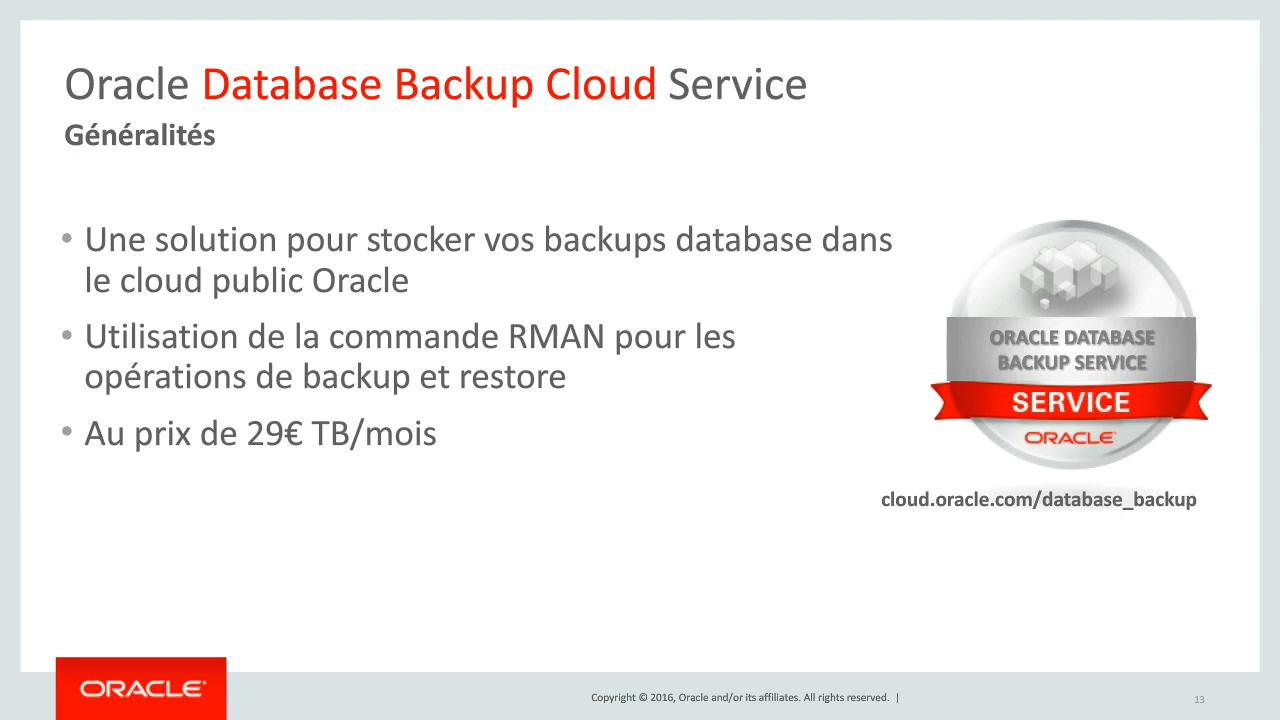 Oracle Database Backup Cloud Service
Généralités
• Une solution pour stocker vos backups database dans
le cloud public Oracle
• Utilisation de la commande RMAN pour les
opérations de backup et restore
• Au prix de 29€ TB/mois
ORACLE DATABASE
BACKUP SERVICE
SERVICE
ORACLE
cloud.oracle.com/database_backup
ORACLE
Copyright © 2016, Oracle and/or its affiliates. All rights reserved. |
13